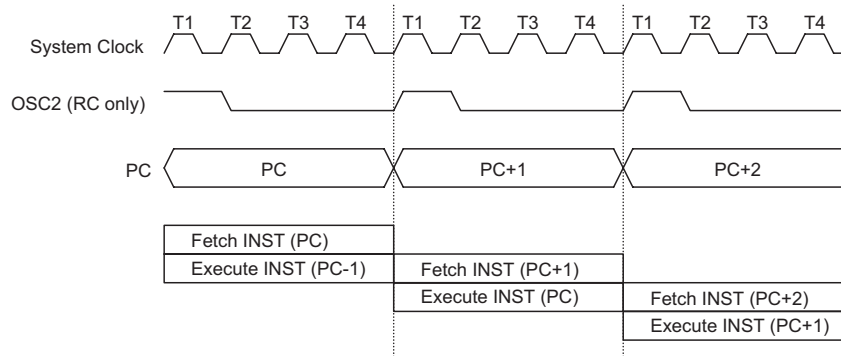 T1 T2 T3 T4 T1 T2 T3 T4 T1 T2 T3 T4
System Clock
OSC2 (RC only)
PC PC PC+1 PC+2
Fetch INST (PC)
Execute INST (PC-1) Fetch INST (PC+1)
Execute INST (PC) Fetch INST (PC+2)
Execute INST (PC+1)